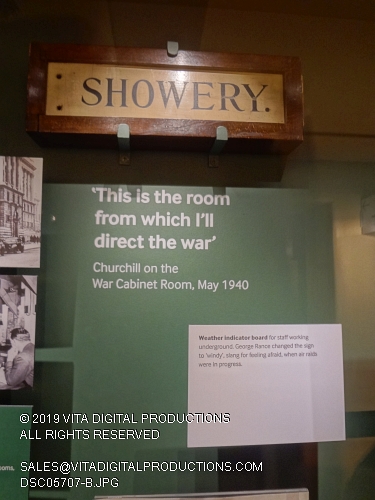 SHOWERY.
'This is the room
from which I'll
direct the war'
Churchill on the
War Cabinet Room, May 1940
Weather indicator board for staff working
underground. George Rance changed the sign
to 'windy', slang for feeling afraid, when air raids
were in progress.
ooms.
© 2019 VITA DIGITAL PRODUCTIONS
ALL RIGHTS RESERVED
SALES@VITADIGITALPRODUCTIONS.COM
DSC05707-B.JPG